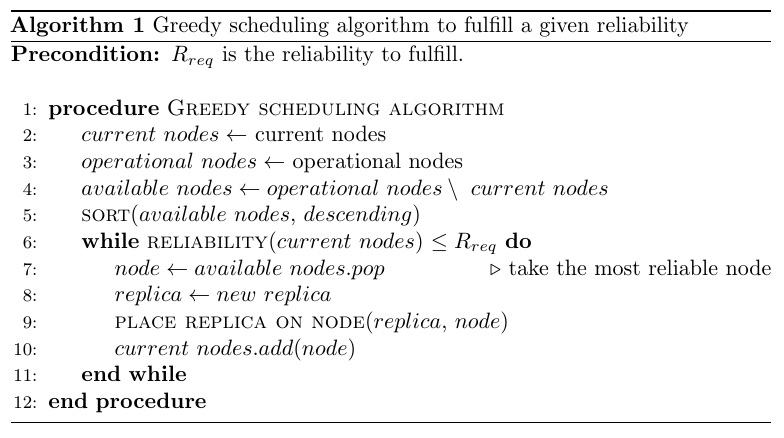 Algorithm 1 Greedy scheduling algorithm to fulfill a given reliability
Precondition: R_req is the reliability to fulfill.
1: procedure GREEDY SCHEDULING ALGORITHM
2: current nodes ← current nodes
3: operational nodes ← operational nodes
4: available nodes ← operational nodes \ current nodes
5: SORT(available nodes, descending)
6: while RELIABILITY(current nodes) ≤ R_req do
7: node ← available nodes.pop ▷ take the most reliable node
8: replica ← new replica
9: PLACE REPLICA ON NODE(replica, node)
10: current nodes.add(node)
11: end while
12: end procedure